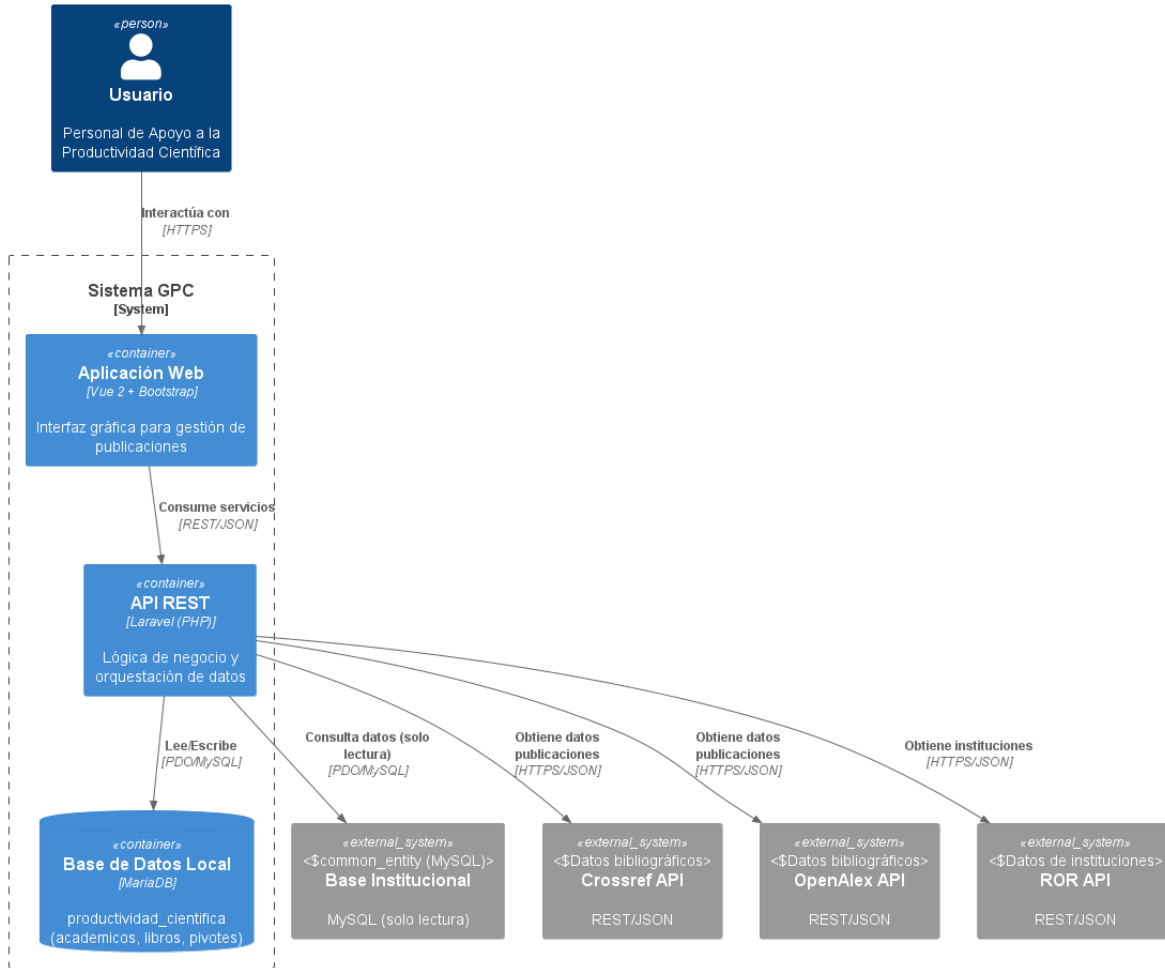 «person»
Usuario
Personal de Apoyo a la
Productividad Científica
Interactúa con
[HTTPS]
Sistema GPC
[System]
«container»
Aplicación Web
[Vue 2 + Bootstrap]
Interfaz gráfica para gestión de
publicaciones
Consume servicios
[REST/JSON]
«container»
API REST
[Laravel (PHP)]
Lógica de negocio y
orquestación de datos
Lee/Escribe
[PDO/MySQL]
Consulta datos (solo
lectura)
[PDO/MySQL]
Obtiene datos
publicaciones
[HTTPS/JSON]
Obtiene datos
publicaciones
[HTTPS/JSON]
Obtiene instituciones
[HTTPS/JSON]
«container»
Base de Datos Local
[MariaDB]
productividad_cientifica
(academicos, libros, pivotes)
«external_system»
<$common_entity (MySQL)>
Base Institucional
MySQL (solo lectura)
«external_system»
<$Datos bibliográficos>
Crossref API
REST/JSON
«external_system»
<$Datos bibliográficos>
OpenAlex API
REST/JSON
«external_system»
<$Datos de instituciones>
ROR API
REST/JSON